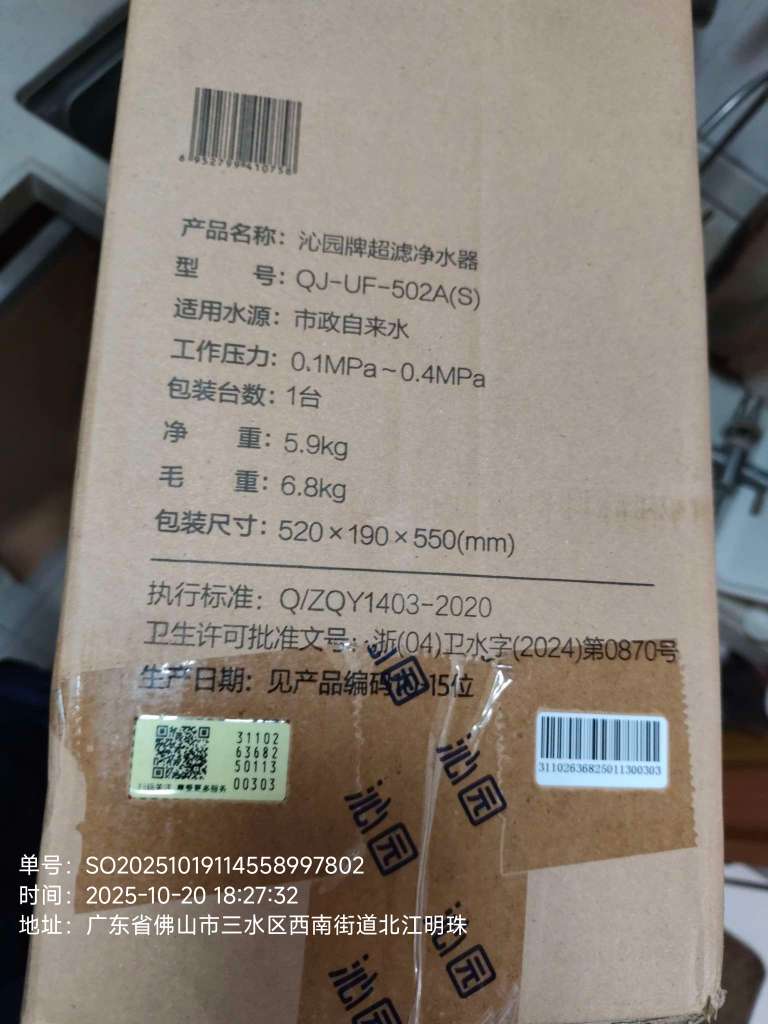 6952799410758
产品名称：沁园牌超滤净水器
型 号：QJ-UF-502A(S)
适用水源：市政自来水
工作压力：0.1MPa~0.4MPa
包装台数：1台
净 重：5.9kg
毛 重：6.8kg
包装尺寸：520×190×550(mm)
执行标准：Q/ZQY1403-2020
卫生许可批准文号：浙(04)卫水字(2024)第0870号
生产日期：见产品编码 15位
沁园
31102
63682
50113
00303
31102636825011300303
沁园
沁园
沁园
沁园
单号：SO20251019114558997802
时间：2025-10-20 18:27:32
地址：广东省佛山市三水区西南街道北江明珠